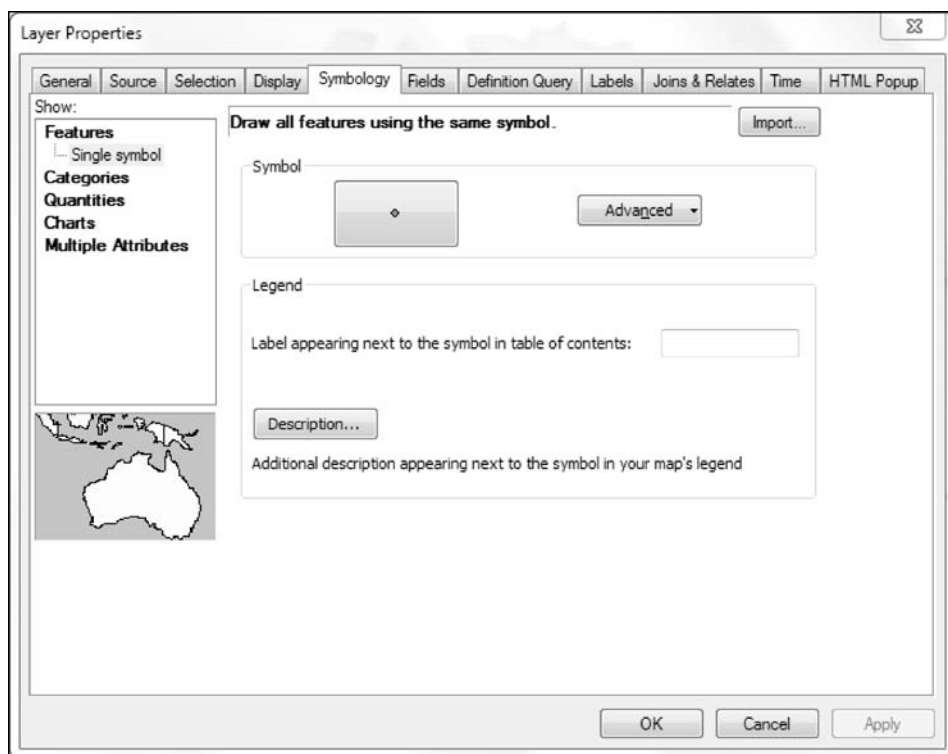 Layer Properties
General Source Selection Display Symbology Fields Definition Query Labels Joins & Relates Time HTML Popup
Show:
Features
Single symbol
Categories
Quantities
Charts
Multiple Attributes
Draw all features using the same symbol.
Import...
Symbol
Advanced
Legend
Label appearing next to the symbol in table of contents:
Description...
Additional description appearing next to the symbol in your map's legend
OK Cancel Apply